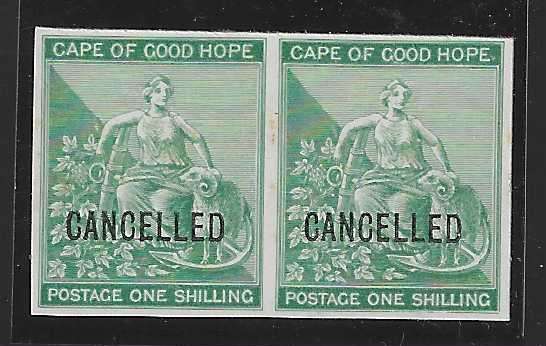 CAPE OF GOOD HOPE
CANCELLED
POSTAGE ONE SHILLING
CAPE OF GOOD HOPE
CANCELLED
POSTAGE ONE SHILLING